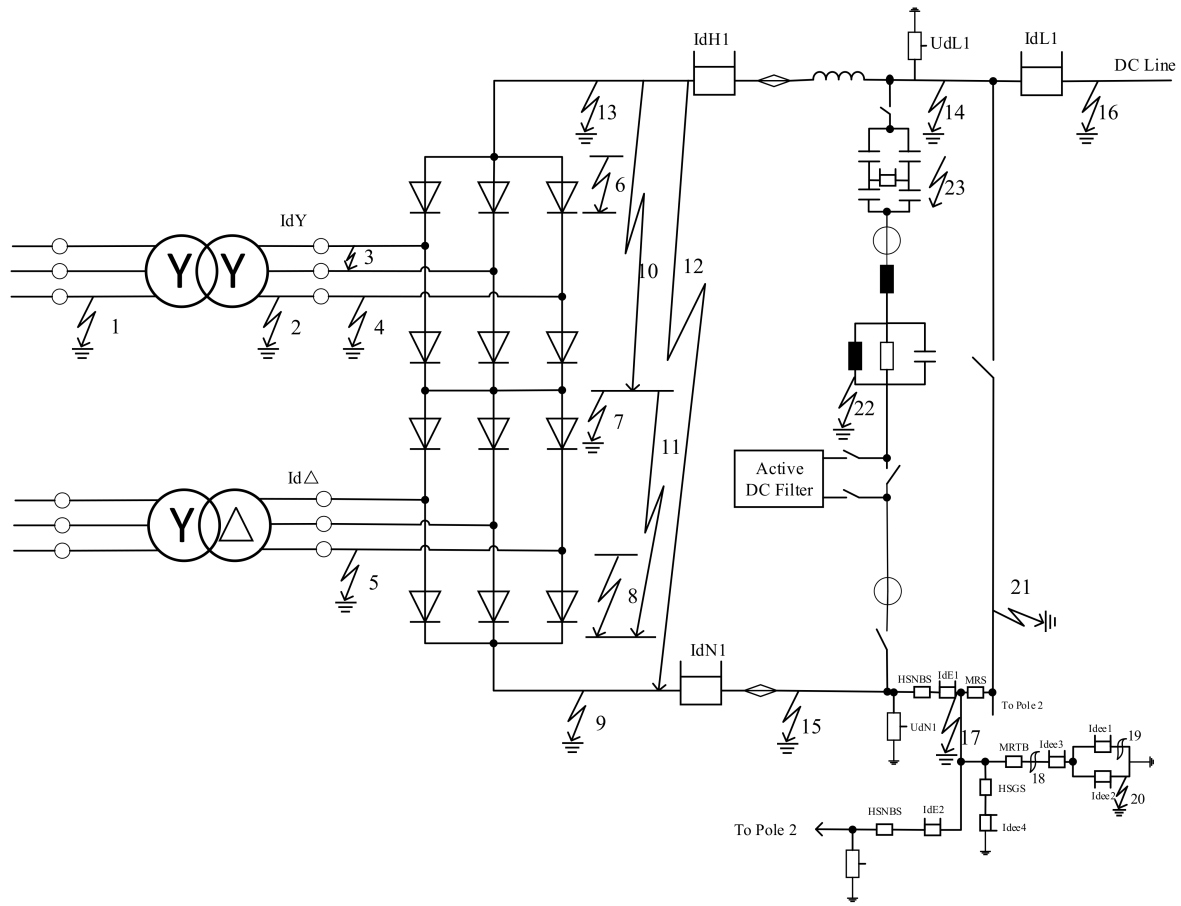 IdH1
UdL1
IdL1
DC Line
13
14
16
6
23
IdY
3
10
12
Y Y
1
2
4
22
7
11
Active
DC Filter
Id△
Y △
5
8
21
IdN1
HSNBS
IdE1
MRS
To Pole 2
9
15
UdN1
17
MRTB
Idee3
Idee1
19
18
Idee2
20
HSGS
HSNBS
IdE2
Idee4
To Pole 2